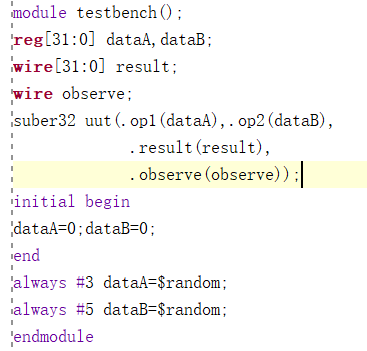 module testbench();
reg[31:0] dataA,dataB;
wire[31:0] result;
wire observe;
suber32 uut(.op1(dataA),.op2(dataB),
.result(result),
.observe(observe));
initial begin
dataA=0;dataB=0;
end
always #3 dataA=$random;
always #5 dataB=$random;
endmodule